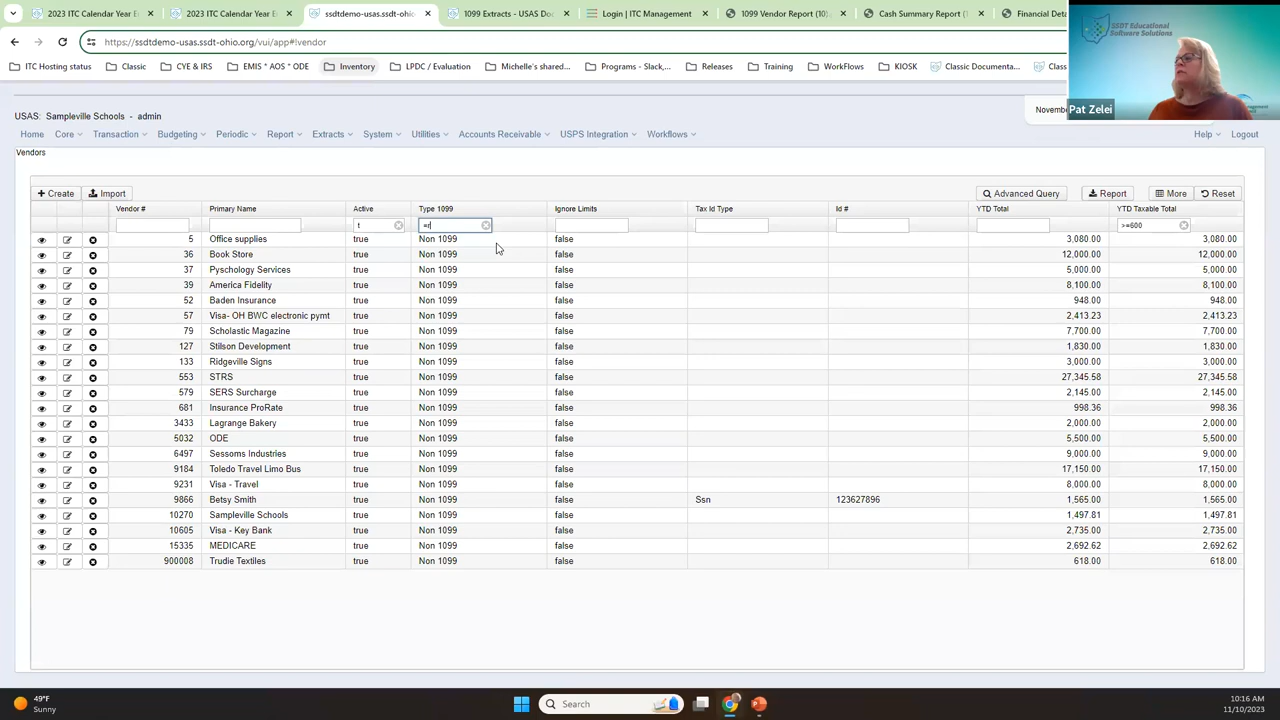 2023 ITC Calendar Year E
2023 ITC Calendar Year E
ssdtdemo-usas.ssdt-ohio
1099 Extracts - USAS Doc
Login | ITC Management
1099 Vendor Report (10)
Cash Summary Report (1
Financial Det
https://ssdtdemo-usas.ssdt-ohio.org/vui/app#!vendor
ITC Hosting status
Classic
CYE & IRS
EMIS * AOS * ODE
Inventory
LPDC / Evaluation
Michelle's shared...
Programs - Slack,...
Releases
Training
WorkFlows
KIOSK
Classic Documenta...
Class
SSDT Educational
Software Solutions
Pat Zelei
USAS: Sampleville Schools - admin
Novembe
Home Core Transaction Budgeting Periodic Report Extracts System Utilities Accounts Receivable USPS Integration Workflows Help Logout
Vendors
Create Import Advanced Query Report More Reset
Vendor # Primary Name Active Type 1099 Ignore Limits Tax Id Type Id # YTD Total YTD Taxable Total
t =r >=600
5 Office supplies true Non 1099 false 3,080.00 3,080.00
36 Book Store true Non 1099 false 12,000.00 12,000.00
37 Pyschology Services true Non 1099 false 5,000.00 5,000.00
39 America Fidelity true Non 1099 false 8,100.00 8,100.00
52 Baden Insurance true Non 1099 false 948.00 948.00
57 Visa- OH BWC electronic pymt true Non 1099 false 2,413.23 2,413.23
79 Scholastic Magazine true Non 1099 false 7,700.00 7,700.00
127 Stilson Development true Non 1099 false 1,830.00 1,830.00
133 Ridgeville Signs true Non 1099 false 3,000.00 3,000.00
553 STRS true Non 1099 false 27,345.58 27,345.58
579 SERS Surcharge true Non 1099 false 2,145.00 2,145.00
681 Insurance ProRate true Non 1099 false 998.36 998.36
3433 Lagrange Bakery true Non 1099 false 2,000.00 2,000.00
5032 ODE true Non 1099 false 5,500.00 5,500.00
6497 Sessoms Industries true Non 1099 false 9,000.00 9,000.00
9184 Toledo Travel Limo Bus true Non 1099 false 17,150.00 17,150.00
9231 Visa - Travel true Non 1099 false 8,000.00 8,000.00
9866 Betsy Smith true Non 1099 false Ssn 123627896 1,565.00 1,565.00
10270 Sampleville Schools true Non 1099 false 1,497.81 1,497.81
10605 Visa - Key Bank true Non 1099 false 2,735.00 2,735.00
15335 MEDICARE true Non 1099 false 2,692.62 2,692.62
900008 Trudie Textiles true Non 1099 false 618.00 618.00
49°F
Sunny
Search
10:16 AM
11/10/2023